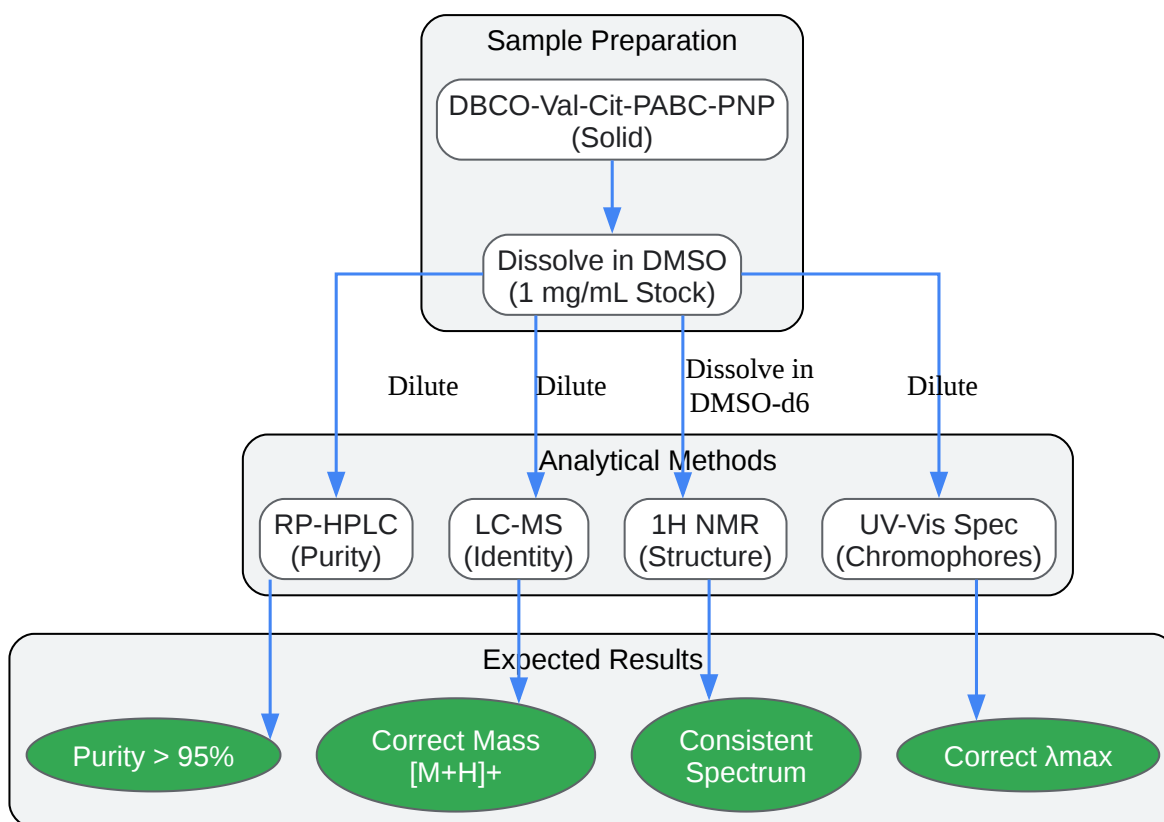 Sample Preparation
DBCO-Val-Cit-PABC-PNP
(Solid)
Dissolve in DMSO
(1 mg/mL Stock)
Dilute
Dilute
Dissolve in
DMSO-d6
Dilute
Analytical Methods
RP-HPLC
(Purity)
LC-MS
(Identity)
1H NMR
(Structure)
UV-Vis Spec
(Chromophores)
Expected Results
Purity > 95%
Correct Mass
[M+H]+
Consistent
Spectrum
Correct λmax